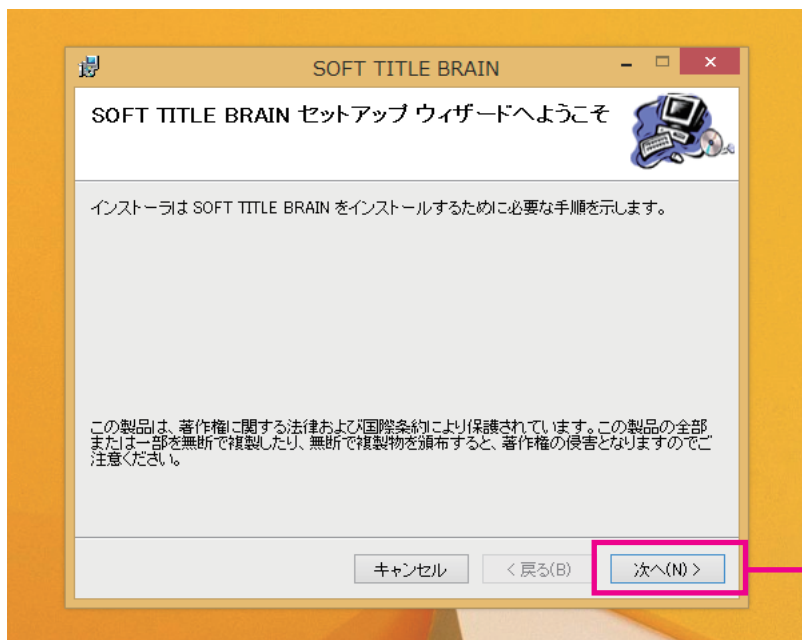 SOFT TITLE BRAIN
SOFT TITLE BRAIN セットアップ ウィザードへようこそ
インストーラは SOFT TITLE BRAIN をインストールするために必要な手順を示します。
この製品は、著作権に関する法律および国際条約により保護されています。この製品の全部
または一部を無断で複製したり、無断で複製物を頒布すると、著作権の侵害となりますのでご
注意ください。
キャンセル
< 戻る(B)
次へ(N) >